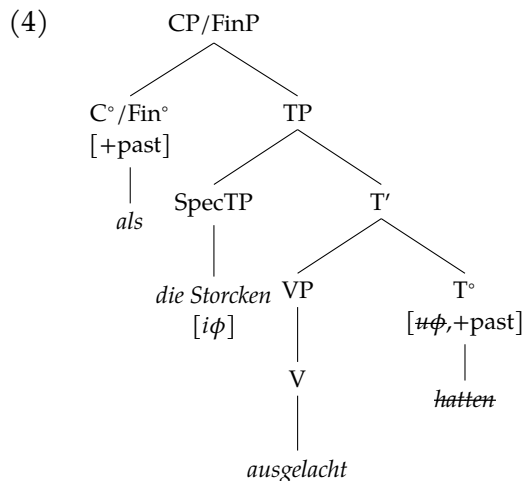 (4) CP/FinP
C°/Fin° TP
[+past]
als SpecTP T′
die Storcken VP T°
[iϕ] [uϕ,+past]
V hatten
ausgelacht